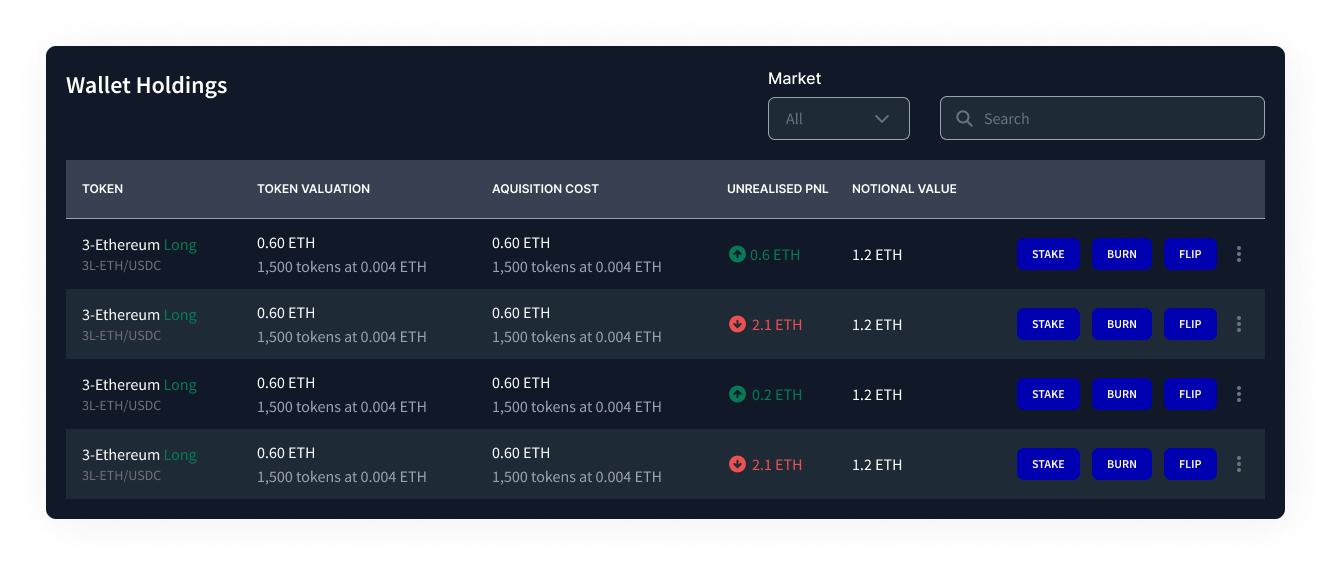 Wallet Holdings
Market
All
Search
TOKEN TOKEN VALUATION AQUISITION COST UNREALISED PNL NOTIONAL VALUE
3-Ethereum Long
3L-ETH/USDC
0.60 ETH
1,500 tokens at 0.004 ETH
0.60 ETH
1,500 tokens at 0.004 ETH
0.6 ETH
1.2 ETH
STAKE BURN FLIP
3-Ethereum Long
3L-ETH/USDC
0.60 ETH
1,500 tokens at 0.004 ETH
0.60 ETH
1,500 tokens at 0.004 ETH
2.1 ETH
1.2 ETH
STAKE BURN FLIP
3-Ethereum Long
3L-ETH/USDC
0.60 ETH
1,500 tokens at 0.004 ETH
0.60 ETH
1,500 tokens at 0.004 ETH
0.2 ETH
1.2 ETH
STAKE BURN FLIP
3-Ethereum Long
3L-ETH/USDC
0.60 ETH
1,500 tokens at 0.004 ETH
0.60 ETH
1,500 tokens at 0.004 ETH
2.1 ETH
1.2 ETH
STAKE BURN FLIP